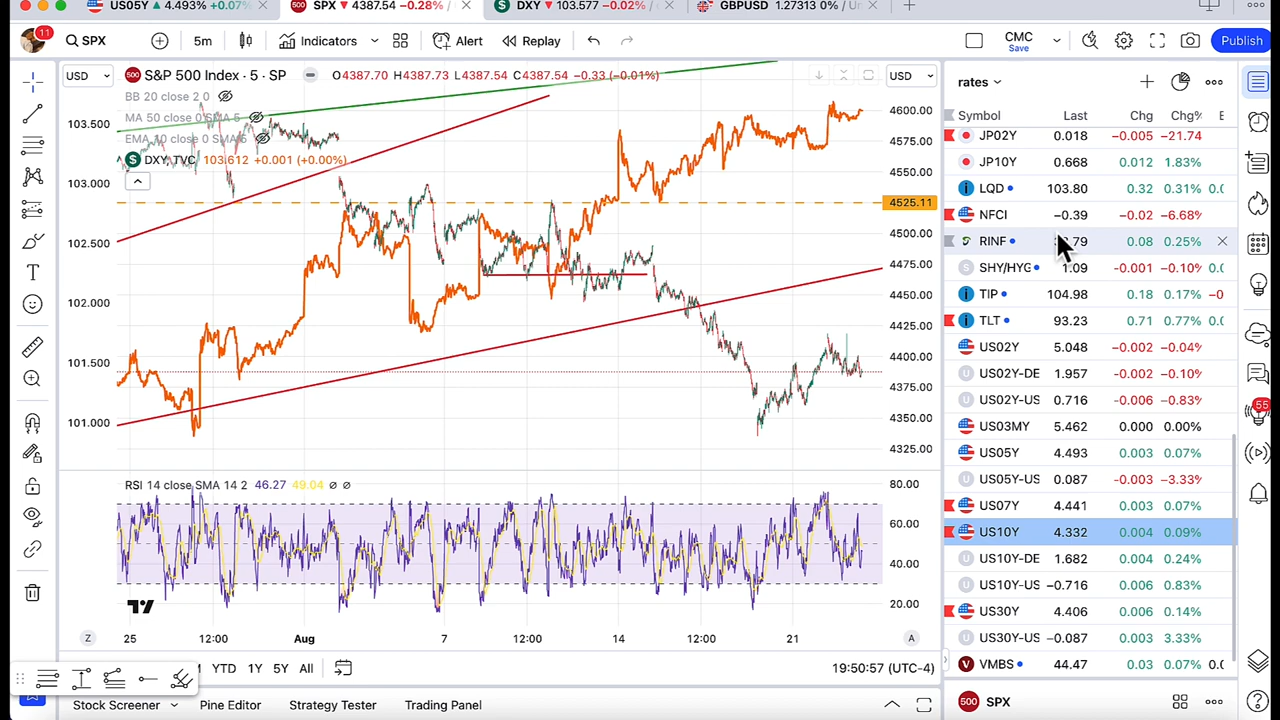 US05Y ▲ 4.493% +0.07%
500 SPX ▼ 4387.54 −0.28% /
DXY ▼ 103.577 −0.02% /
GBPUSD 1.27313 0% / U
11
SPX
5m
Indicators
Alert
Replay
CMC
Save
Publish
USD
500 S&P 500 Index · 5 · SP
O4387.70 H4387.73 L4387.54 C4387.54 −0.33 (−0.01%)
USD
BB 20 close 2 0
MA 50 close 0 SMA 5
EMA 10 close 0 SMA 5
DXY, TVC 103.612 +0.001 (+0.00%)
103.500
103.000
102.500
102.000
101.500
101.000
4600.00
4575.00
4550.00
4525.11
4500.00
4475.00
4450.00
4425.00
4400.00
4375.00
4350.00
4325.00
RSI 14 close SMA 14 2 46.27 49.04 ∅ ∅
80.00
60.00
40.00
20.00
Z
25
12:00
Aug
7
12:00
14
12:00
21
A
YTD
1Y
5Y
All
19:50:57 (UTC-4)
Stock Screener
Pine Editor
Strategy Tester
Trading Panel
rates
Symbol Last Chg Chg% E
JP02Y 0.018 −0.005 −21.74
JP10Y 0.668 0.012 1.83%
LQD 103.80 0.32 0.31% 0.0
NFCI −0.39 −0.02 −6.68%
RINF .79 0.08 0.25%
SHY/HYG 1.09 −0.001 −0.10% 0.0
TIP 104.98 0.18 0.17% −0
TLT 93.23 0.71 0.77% 0.0
US02Y 5.048 −0.002 −0.04%
US02Y-DE 1.957 −0.002 −0.10%
US02Y-US 0.716 −0.006 −0.83%
US03MY 5.462 0.000 0.00%
US05Y 4.493 0.003 0.07%
US05Y-US 0.087 −0.003 −3.33%
US07Y 4.441 0.003 0.07%
US10Y 4.332 0.004 0.09%
US10Y-DE 1.682 0.004 0.24%
US10Y-US −0.716 0.006 0.83%
US30Y 4.406 0.006 0.14%
US30Y-US −0.087 0.003 3.33%
VMBS 44.47 0.03 0.07% 0.0
500 SPX
55